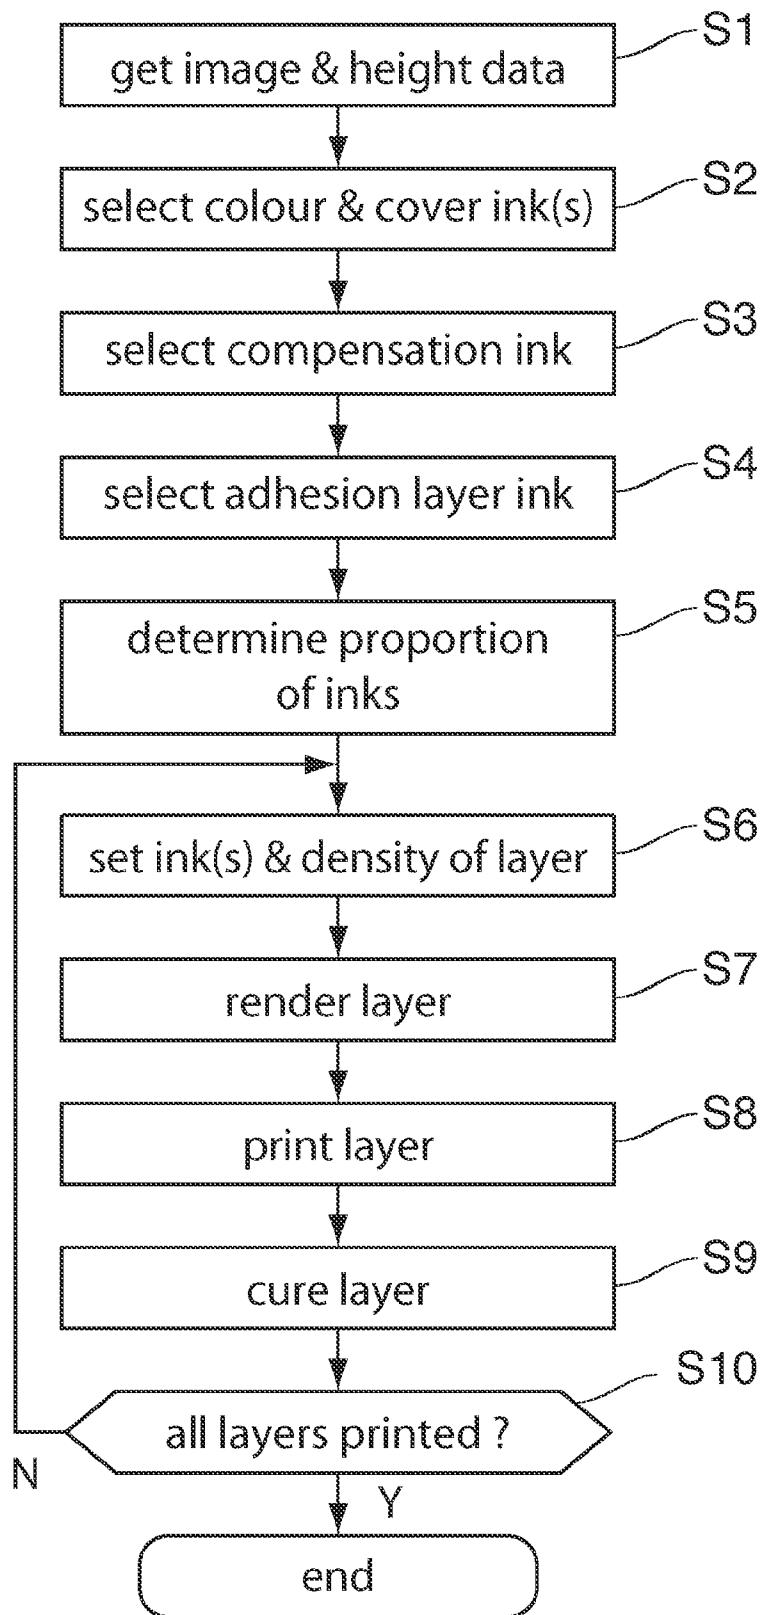 S1
get image & height data
S2
select colour & cover ink(s)
S3
select compensation ink
S4
select adhesion layer ink
S5
determine proportion
of inks
S6
set ink(s) & density of layer
S7
render layer
S8
print layer
S9
cure layer
S10
all layers printed ?
N
Y
end